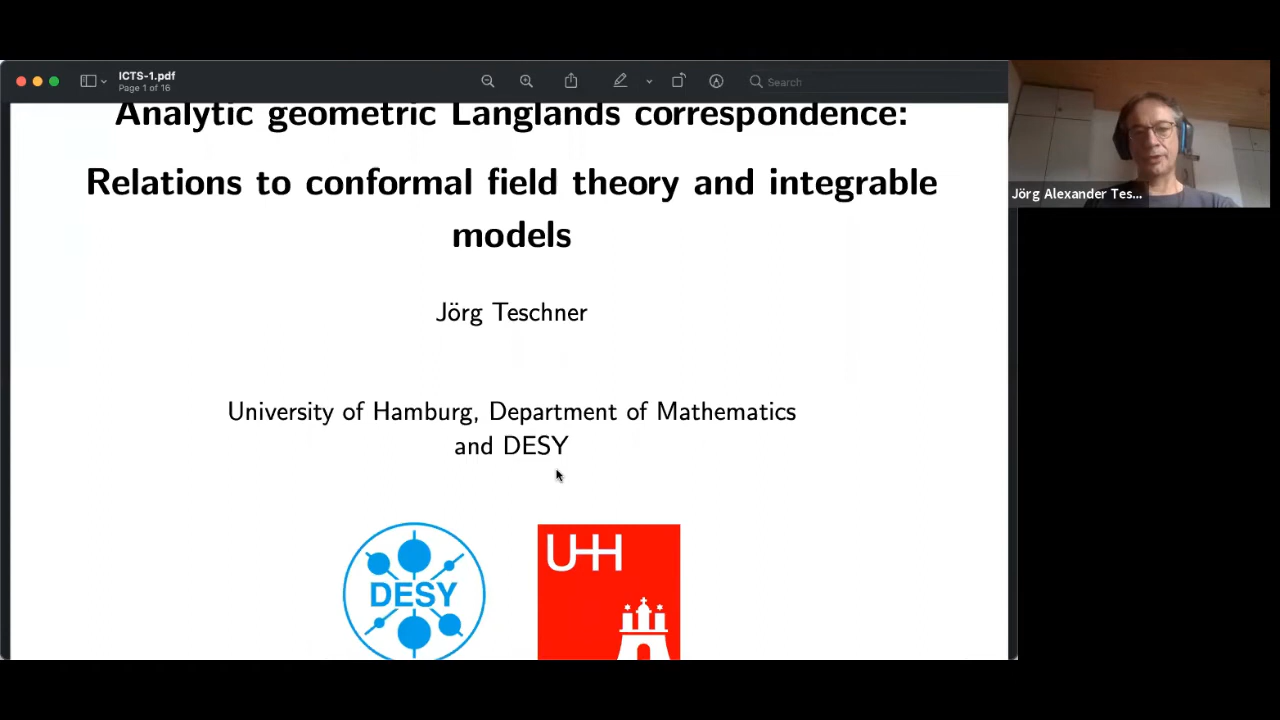 ICTS-1.pdf
Page 1 of 16
Search
Analytic geometric Langlands correspondence:
Relations to conformal field theory and integrable
models
Jörg Teschner
University of Hamburg, Department of Mathematics
and DESY
DESY
UH
Jörg Alexander Tes...